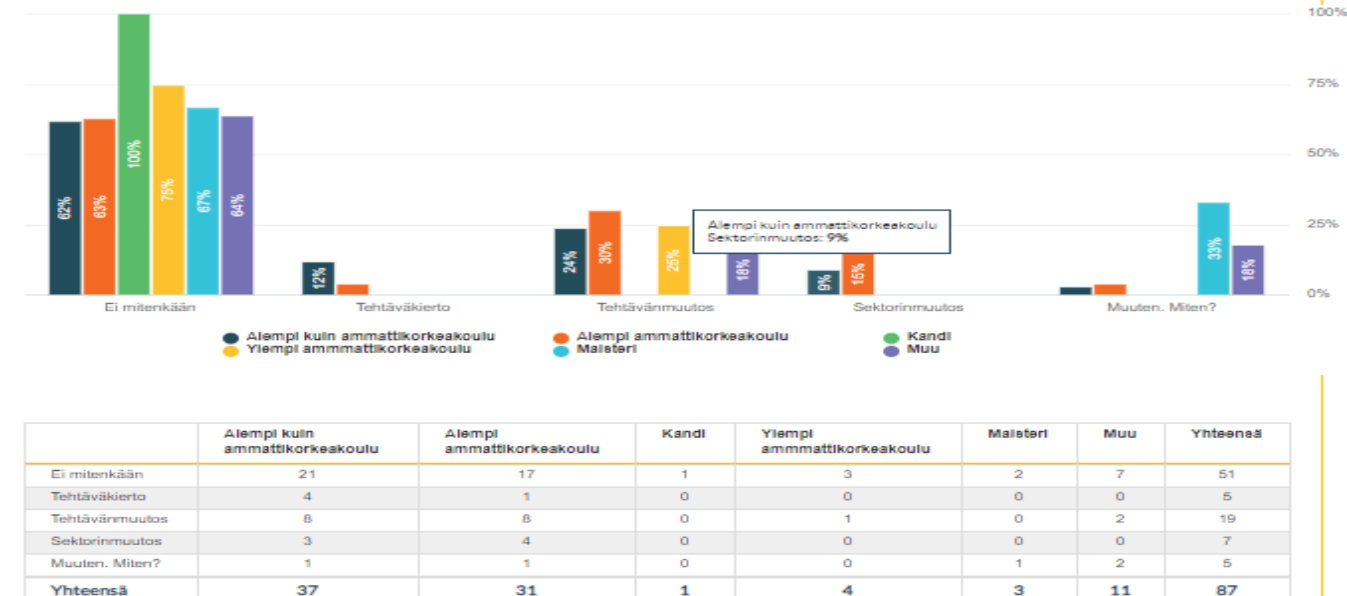 100%
75%
50%
25%
0%
62%
63%
100%
75%
67%
64%
12%
24%
30%
25%
18%
9%
15%
33%
18%
Alempi kuin ammattikorkeakoulu
Sektorinmuutos: 9%
Ei mitenkään Tehtäväkierto Tehtävänmuutos Sektorinmuutos Muuten. Miten?
Alempi kuin ammattikorkeakoulu Alempi ammattikorkeakoulu Kandi
Ylempi ammmattikorkeakoulu Maisteri Muu
Alempi kuin ammattikorkeakoulu Alempi ammattikorkeakoulu Kandi Ylempi ammmattikorkeakoulu Maisteri Muu Yhteensä
Ei mitenkään 21 17 1 3 2 7 51
Tehtäväkierto 4 1 0 0 0 0 5
Tehtävänmuutos 8 8 0 1 0 2 19
Sektorinmuutos 3 4 0 0 0 0 7
Muuten. Miten? 1 1 0 0 1 2 5
Yhteensä 37 31 1 4 3 11 87